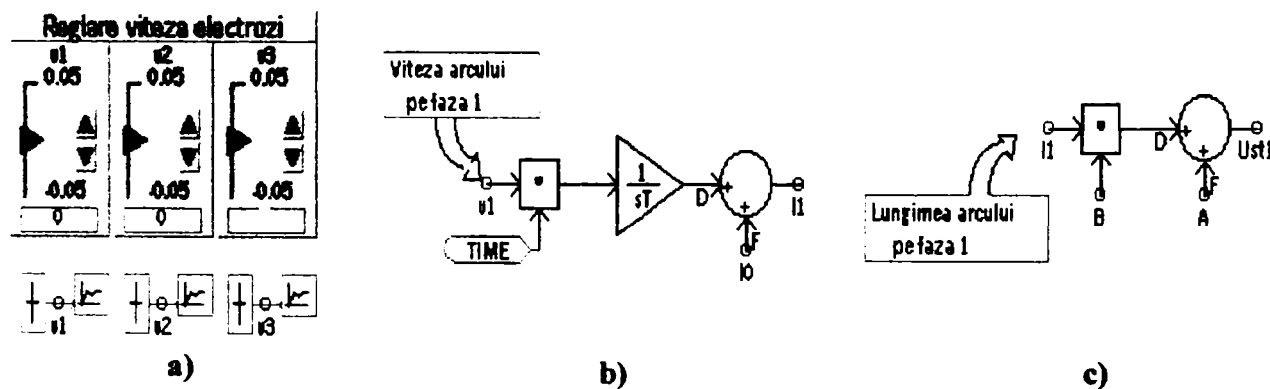 Reglare viteza electrozi
v1 v2 v3
0.05 0.05 0.05
-0.05 -0.05 -0.05
0 0
v1 v2 v3
a)
Viteza arcului
pe faza 1
v1
TIME
1
sT
D
+
+
F
l0
l1
b)
Lungimea arcului
pe faza 1
l1
B
D
+
+
F
A
Ust1
c)